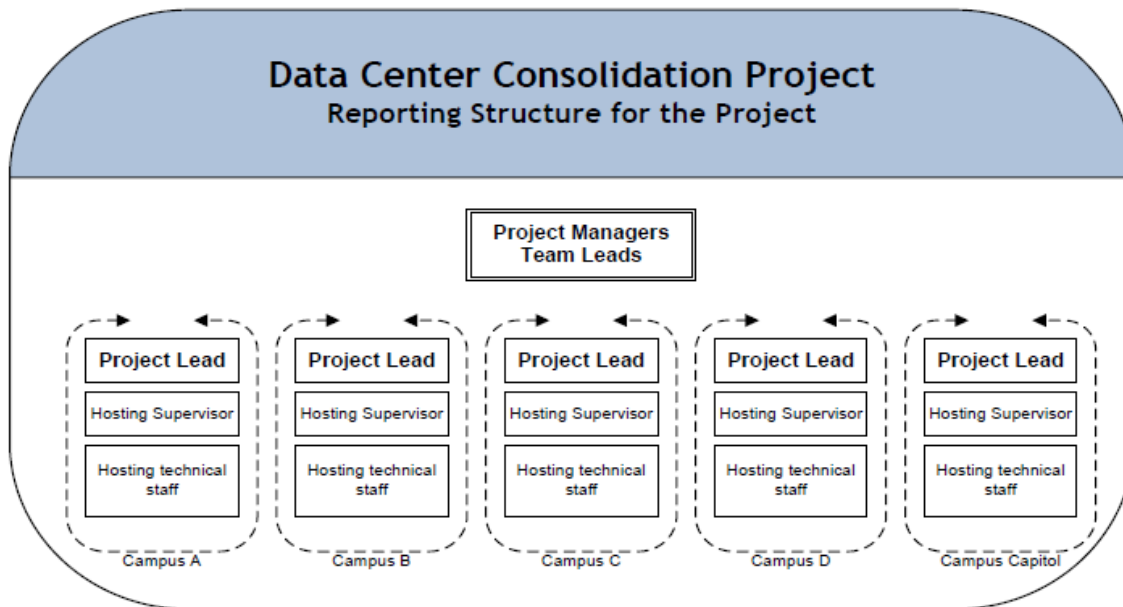 Data Center Consolidation Project
Reporting Structure for the Project
Project Managers
Team Leads
Project Lead
Hosting Supervisor
Hosting technical
staff
Campus A
Project Lead
Hosting Supervisor
Hosting technical
staff
Campus B
Project Lead
Hosting Supervisor
Hosting technical
staff
Campus C
Project Lead
Hosting Supervisor
Hosting technical
staff
Campus D
Project Lead
Hosting Supervisor
Hosting technical
staff
Campus Capitol